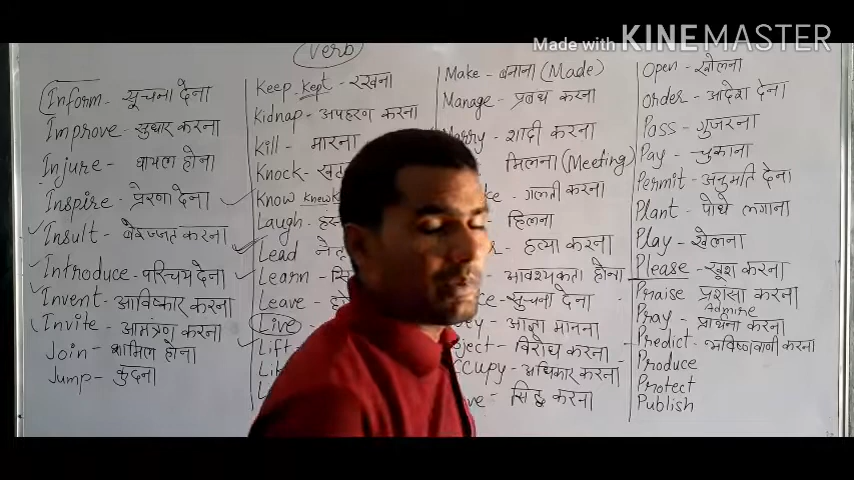 Made with KINEMASTER
Verb
Inform - सूचना देना
Improve - सुधार करना
Injure - घायल होना
Inspire - प्रेरणा देना
Insult - बेइज्जत करना
Introduce - परिचय देना
Invent - आविष्कार करना
Invite - आमंत्रण करना
Join - शामिल होना
Jump - कुदना
Keep - Kept - रखना
Kidnap - अपहरण करना
Kill - मारना
Knock -
Know
Laugh -
Lead
Learn -
Leave -
Live
Lift
Make - बनाना (Made)
Manage - प्रबंध करना
शादी करना
मिलना (Meeting)
गलती करना
हिलना
हत्या करना
आवश्यकता होना
सुचना देना
आज्ञा मानना
विरोध करना
अधिकार करना
सिद्ध करना
Open - खोलना
Order - आदेश देना
Pass - गुजरना
Pay - चुकाना
Permit - अनुमति देना
Plant - पौधे लगाना
Play - खेलना
Please - खूश करना
Praise प्रशंसा करना
Admire
Pray - प्रार्थना करना
Predict - भविष्यवाणी करना
Produce
Protect
Publish